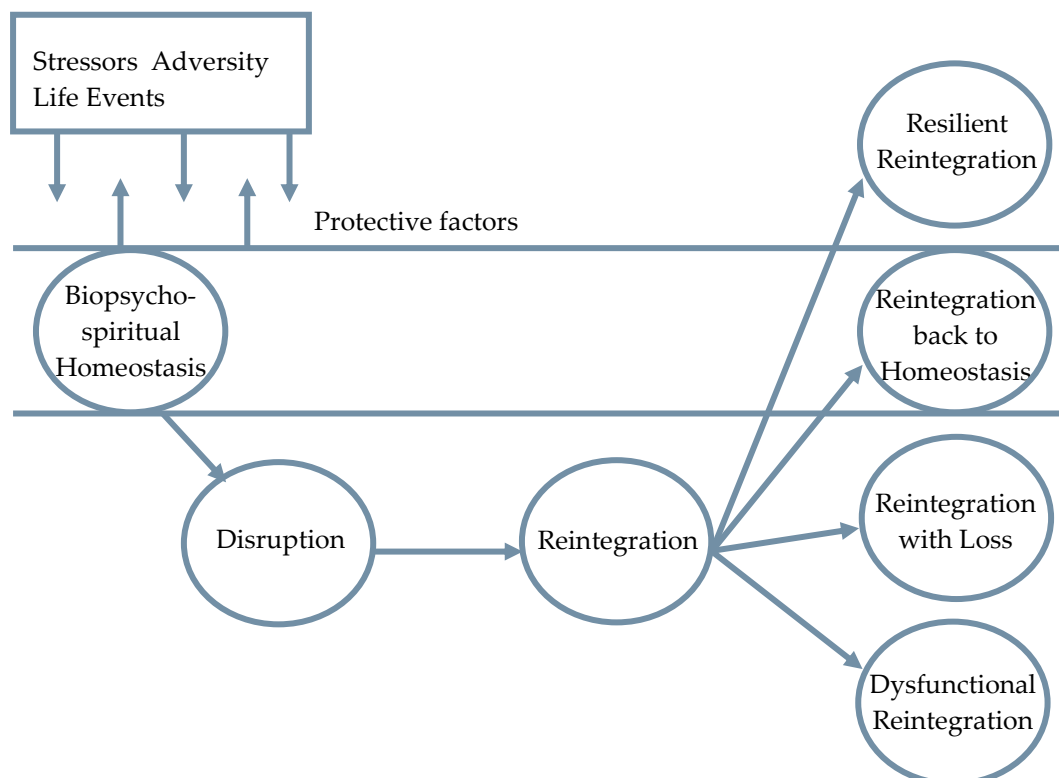 Stressors  Adversity
Life Events
Resilient
Reintegration
Protective factors
Biopsycho-
spiritual
Homeostasis
Reintegration
back to
Homeostasis
Disruption
Reintegration
Reintegration
with Loss
Dysfunctional
Reintegration